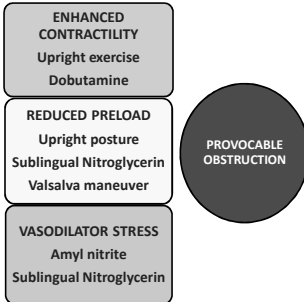 ENHANCED
CONTRACTILITY
Upright exercise
Dobutamine
REDUCED PRELOAD
Upright posture
Sublingual Nitroglycerin
Valsalva maneuver
VASODILATOR STRESS
Amyl nitrite
Sublingual Nitroglycerin
PROVOCABLE
OBSTRUCTION